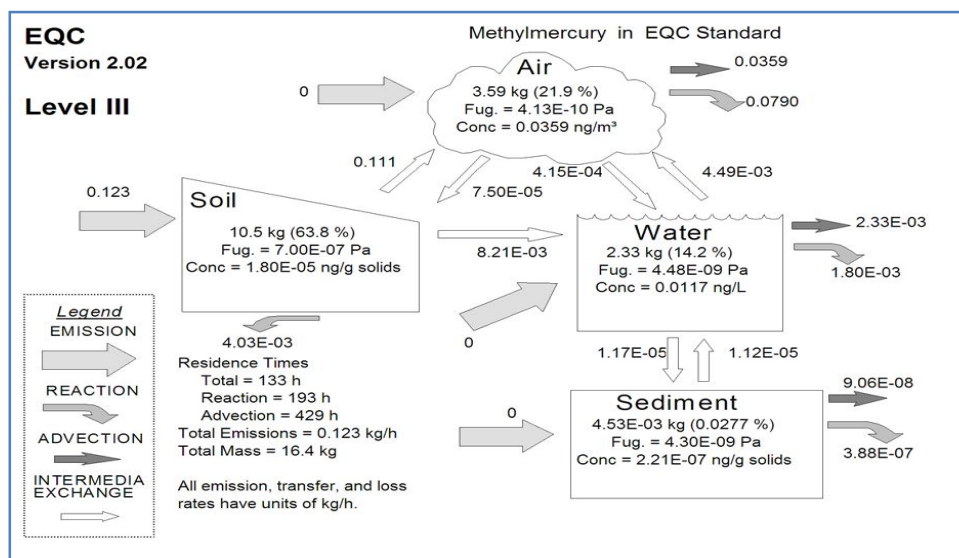 EQC
Version 2.02
Level III
Methylmercury in EQC Standard
Air
3.59 kg (21.9 %)
Fug. = 4.13E-10 Pa
Conc = 0.0359 ng/m³
0
0.0359
0.0790
0.111
7.50E-05
4.15E-04
4.49E-03
0.123
Soil
10.5 kg (63.8 %)
Fug. = 7.00E-07 Pa
Conc = 1.80E-05 ng/g solids
8.21E-03
Water
2.33 kg (14.2 %)
Fug. = 4.48E-09 Pa
Conc = 0.0117 ng/L
2.33E-03
1.80E-03
0
4.03E-03
1.17E-05
1.12E-05
Legend
EMISSION
REACTION
ADVECTION
INTERMEDIA
EXCHANGE
Residence Times
Total = 133 h
Reaction = 193 h
Advection = 429 h
Total Emissions = 0.123 kg/h
Total Mass = 16.4 kg
All emission, transfer, and loss
rates have units of kg/h.
0
Sediment
4.53E-03 kg (0.0277 %)
Fug. = 4.30E-09 Pa
Conc = 2.21E-07 ng/g solids
9.06E-08
3.88E-07